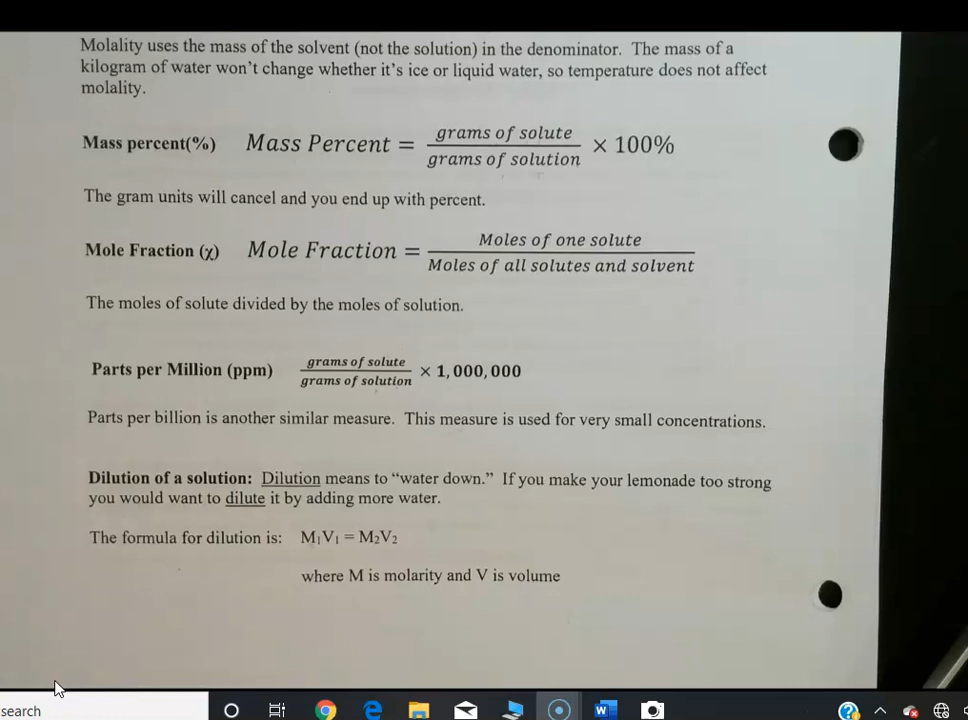 Molality uses the mass of the solvent (not the solution) in the denominator. The mass of a
kilogram of water won't change whether it's ice or liquid water, so temperature does not affect
molality.
Mass percent(%) Mass Percent = grams of solute / grams of solution × 100%
The gram units will cancel and you end up with percent.
Mole Fraction (χ) Mole Fraction = Moles of one solute / Moles of all solutes and solvent
The moles of solute divided by the moles of solution.
Parts per Million (ppm) grams of solute / grams of solution × 1,000,000
Parts per billion is another similar measure. This measure is used for very small concentrations.
Dilution of a solution: Dilution means to "water down." If you make your lemonade too strong
you would want to dilute it by adding more water.
The formula for dilution is: M₁V₁ = M₂V₂
where M is molarity and V is volume
search